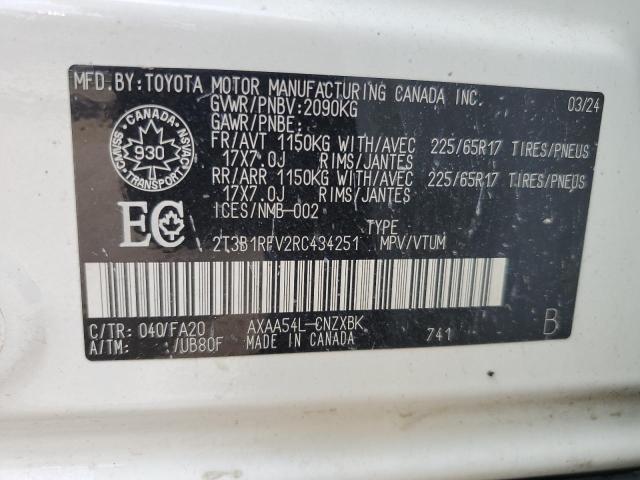 MFD.BY:TOYOTA MOTOR MANUFACTURING CANADA INC. 03/24
GVWR/PNBV:2090KG
GAWR/PNBE:
FR/AVT 1150KG WITH/AVEC 225/65R17 TIRES/PNEUS
17X7.0J RIMS/JANTES
RR/ARR 1150KG WITH/AVEC 225/65R17 TIRES/PNEUS
17X7.0J RIMS/JANTES
ICES/NMB-002
CANADA
CMVSS
NSVAC
930
TRANSPORT
EC
2T3B1RFV2RC434251 MPV/VTUM
C/TR: 040/FA20 AXAA54L-CNZXBK 741 B
A/TM: /UB80F MADE IN CANADA